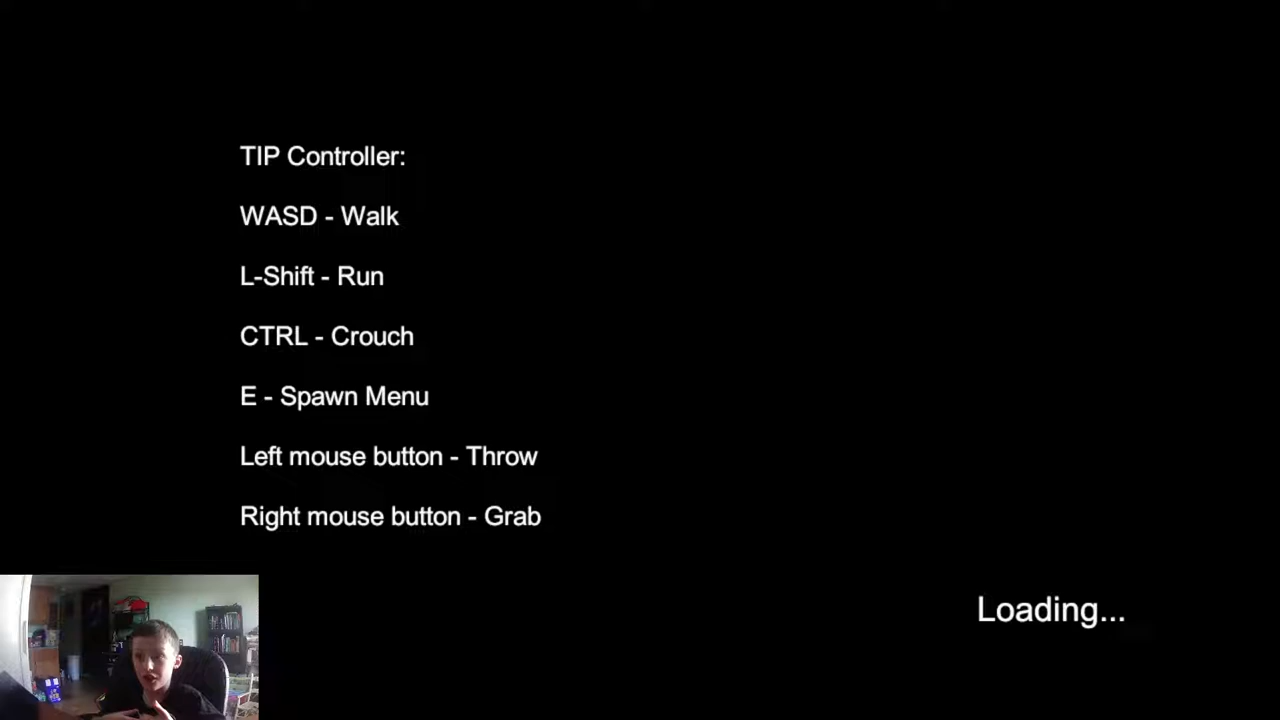 TIP Controller:
WASD - Walk
L-Shift - Run
CTRL - Crouch
E - Spawn Menu
Left mouse button - Throw
Right mouse button - Grab
Loading...